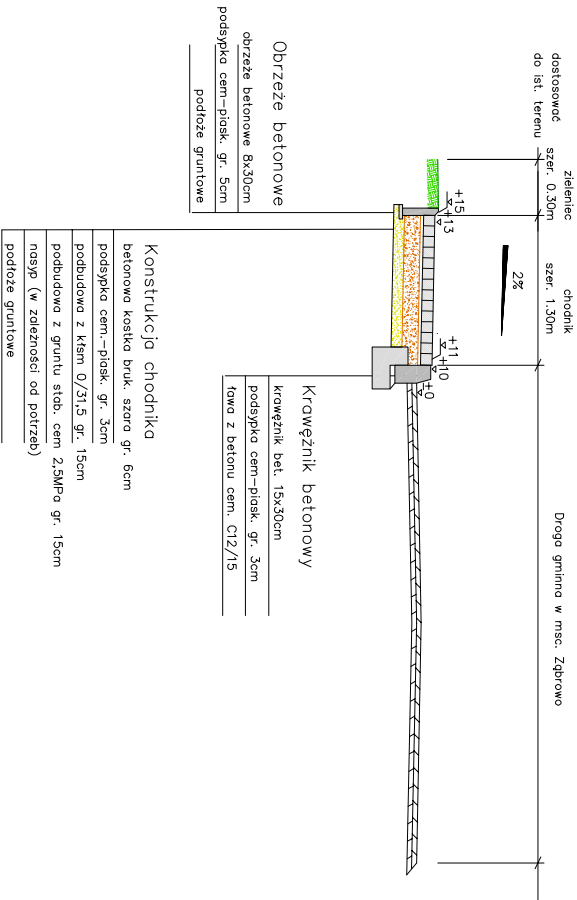 dostosować
do ist. terenu
zieleniec
szer. 0.30m
chodnik
szer. 1.30m
Droga gminna w msc. Ząbrowo
2%
+15
+13
+11
+10
+0
Obrzeże betonowe
obrzeże betonowe 8x30cm
podsypka cem-piask. gr. 5cm
podłoże gruntowe
Krawężnik betonowy
krawężnik bet. 15x30cm
podsypka cem-piask. gr. 3cm
ława z betonu cem. C12/15
Konstrukcja chodnika
betonowa kostka bruk. szara gr. 6cm
podsypka cem.-piask. gr. 3cm
podbudowa z kłsm 0/31,5 gr. 15cm
podbudowa z gruntu stab. cem 2,5MPa gr. 15cm
nasyp (w zależności od potrzeb)
podłoże gruntowe